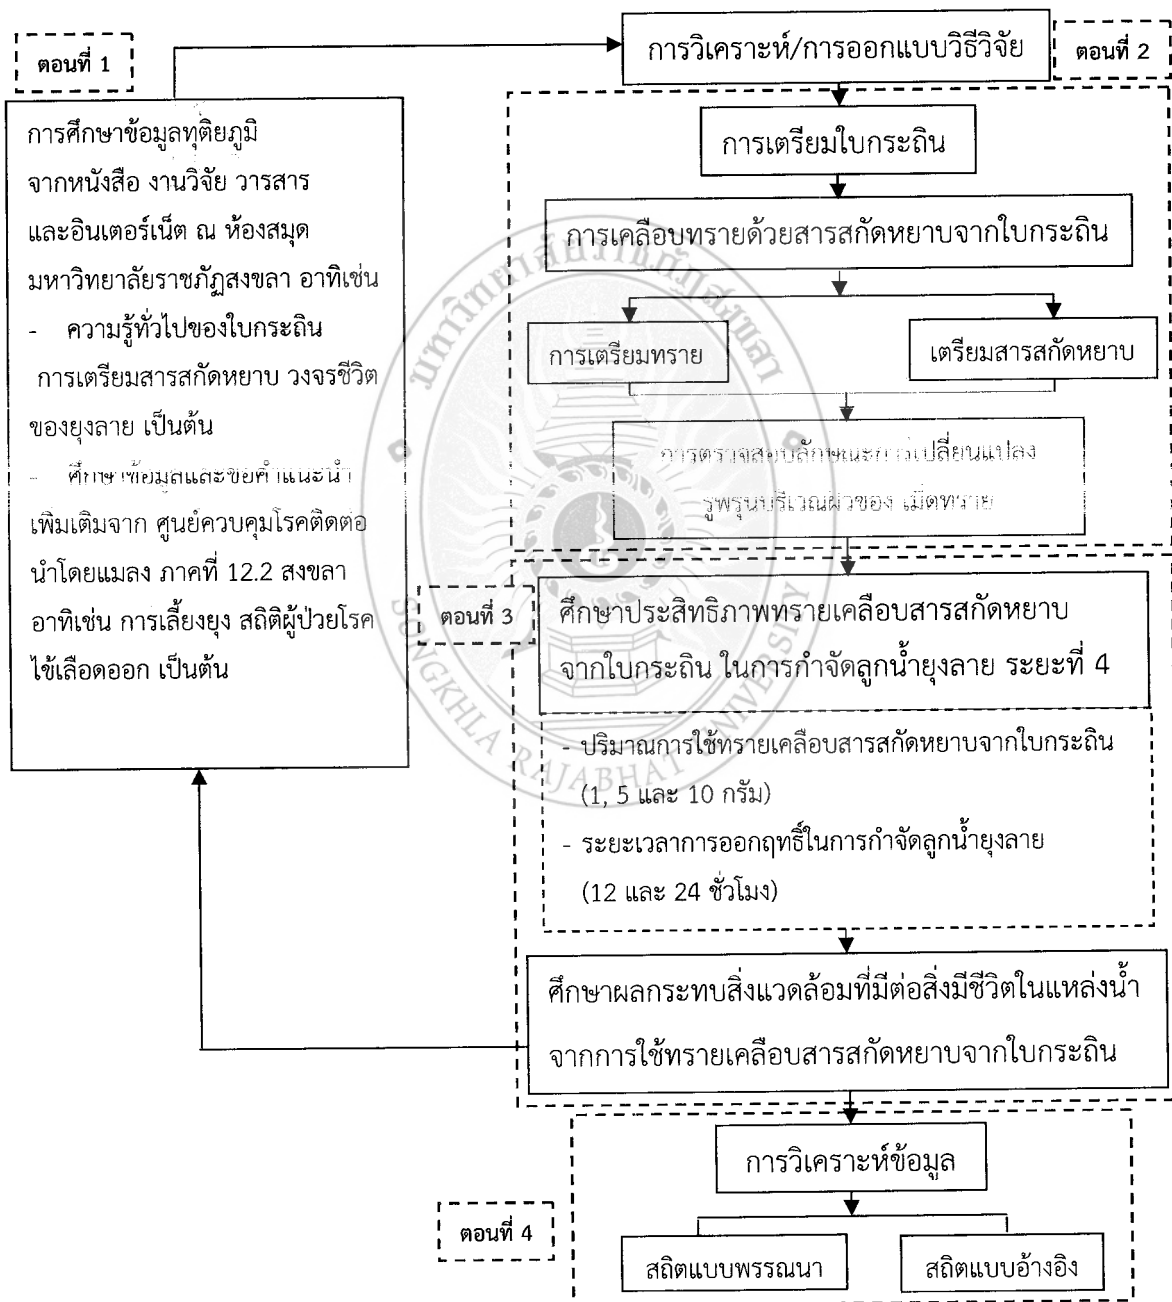 ตอนที่ 1
การศึกษาข้อมูลทุติยภูมิ
จากหนังสือ งานวิจัย วารสาร
และอินเตอร์เน็ต ณ ห้องสมุด
มหาวิทยาลัยราชภัฏสงขลา อาทิเช่น
- ความรู้ทั่วไปของใบกระถิน
การเตรียมสารสกัดหยาบ วงจรชีวิต
ของยุงลาย เป็นต้น
- ศึกษาข้อมูลและขอคำแนะนำ
เพิ่มเติมจาก ศูนย์ควบคุมโรคติดต่อ
นำโดยแมลง ภาคที่ 12.2 สงขลา
อาทิเช่น การเลี้ยงยุง สถิติผู้ป่วยโรค
ไข้เลือดออก เป็นต้น
การวิเคราะห์/การออกแบบวิธีวิจัย
ตอนที่ 2
การเตรียมใบกระถิน
การเคลือบทรายด้วยสารสกัดหยาบจากใบกระถิน
การเตรียมทราย
เตรียมสารสกัดหยาบ
การตรวจสอบลักษณะการเปลี่ยนแปลง
รูพรุนบริเวณผิวของ เม็ดทราย
ตอนที่ 3
ศึกษาประสิทธิภาพทรายเคลือบสารสกัดหยาบ
จากใบกระถิน ในการกำจัดลูกน้ำยุงลาย ระยะที่ 4
- ปริมาณการใช้ทรายเคลือบสารสกัดหยาบจากใบกระถิน
(1, 5 และ 10 กรัม)
- ระยะเวลาการออกฤทธิ์ในการกำจัดลูกน้ำยุงลาย
(12 และ 24 ชั่วโมง)
ศึกษาผลกระทบสิ่งแวดล้อมที่มีต่อสิ่งมีชีวิตในแหล่งน้ำ
จากการใช้ทรายเคลือบสารสกัดหยาบจากใบกระถิน
ตอนที่ 4
การวิเคราะห์ข้อมูล
สถิตแบบพรรณนา
สถิตแบบอ้างอิง
มหาวิทยาลัยราชภัฏสงขลา
SONGKHLA RAJABHAT UNIVERSITY